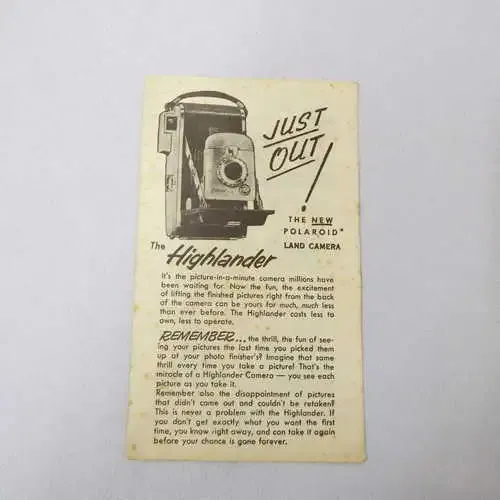 JUST
OUT!
THE NEW
POLAROID®
LAND CAMERA
The Highlander
It's the picture-in-a-minute camera millions have
been waiting for. Now the fun, the excitement
of lifting the finished pictures right from the back
of the camera can be yours for much, much less
than ever before. The Highlander costs less to
own, less to operate.
REMEMBER... the thrill, the fun of see-
ing your pictures the last time you picked them
up at your photo finisher's? Imagine that same
thrill every time you take a picture! That's the
miracle of a Highlander Camera — you see each
picture as you take it.
Remember also the disappointment of pictures
that didn't come out and couldn't be retaken?
This is never a problem with the Highlander. If
you don't get exactly what you want the first
time, you know right away, and can take it again
before your chance is gone forever.